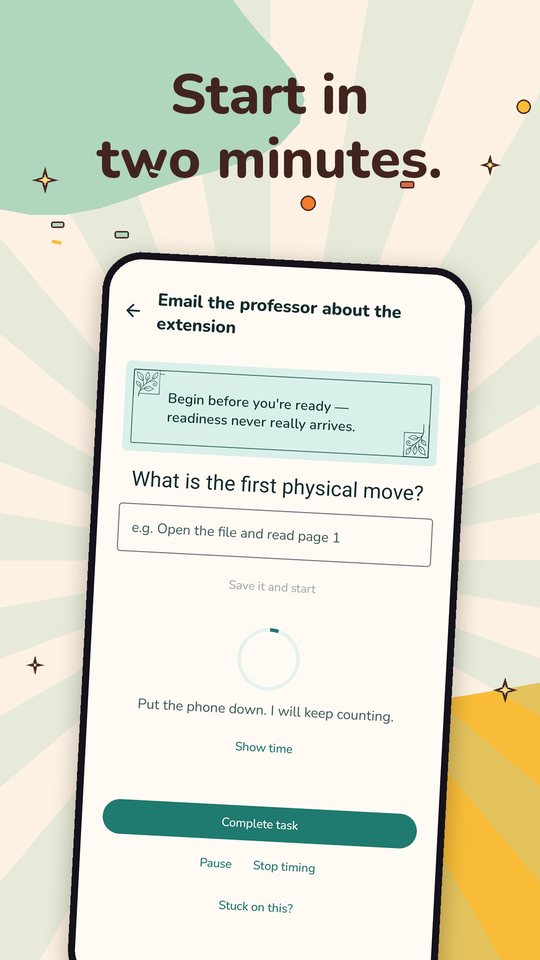 Start in
two minutes.
Email the professor about the
extension
Begin before you're ready —
readiness never really arrives.
What is the first physical move?
e.g. Open the file and read page 1
Save it and start
Put the phone down. I will keep counting.
Show time
Complete task
Pause Stop timing
Stuck on this?